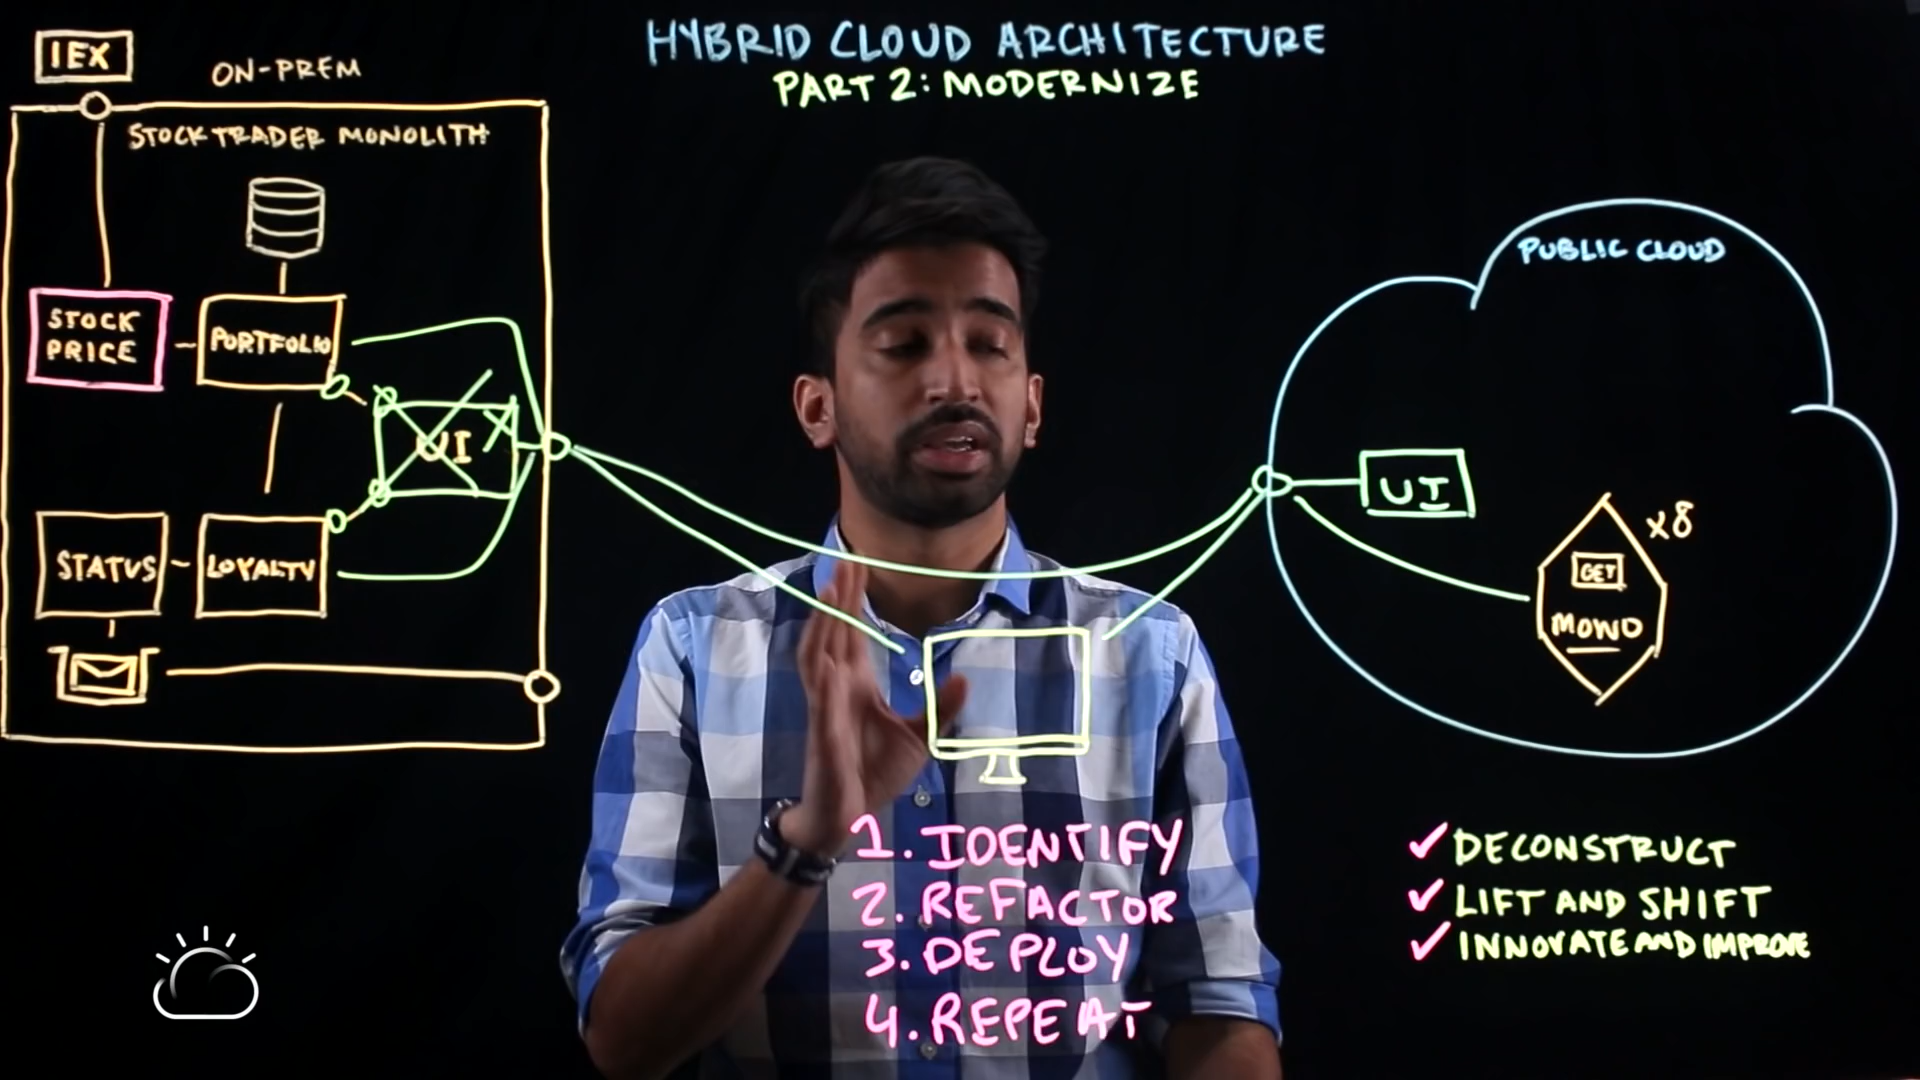 HYBRID CLOUD ARCHITECTURE
PART 2: MODERNIZE
IEX
ON-PREM
STOCK TRADER MONOLITH
STOCK
PRICE
PORTFOLIO
UI X
STATUS
LOYALTY
PUBLIC CLOUD
UI
x8
GET
MONO
1. IDENTIFY
2. REFACTOR
3. DEPLOY
4. REPEAT
✓ DECONSTRUCT
✓ LIFT AND SHIFT
✓ INNOVATE AND IMPROVE